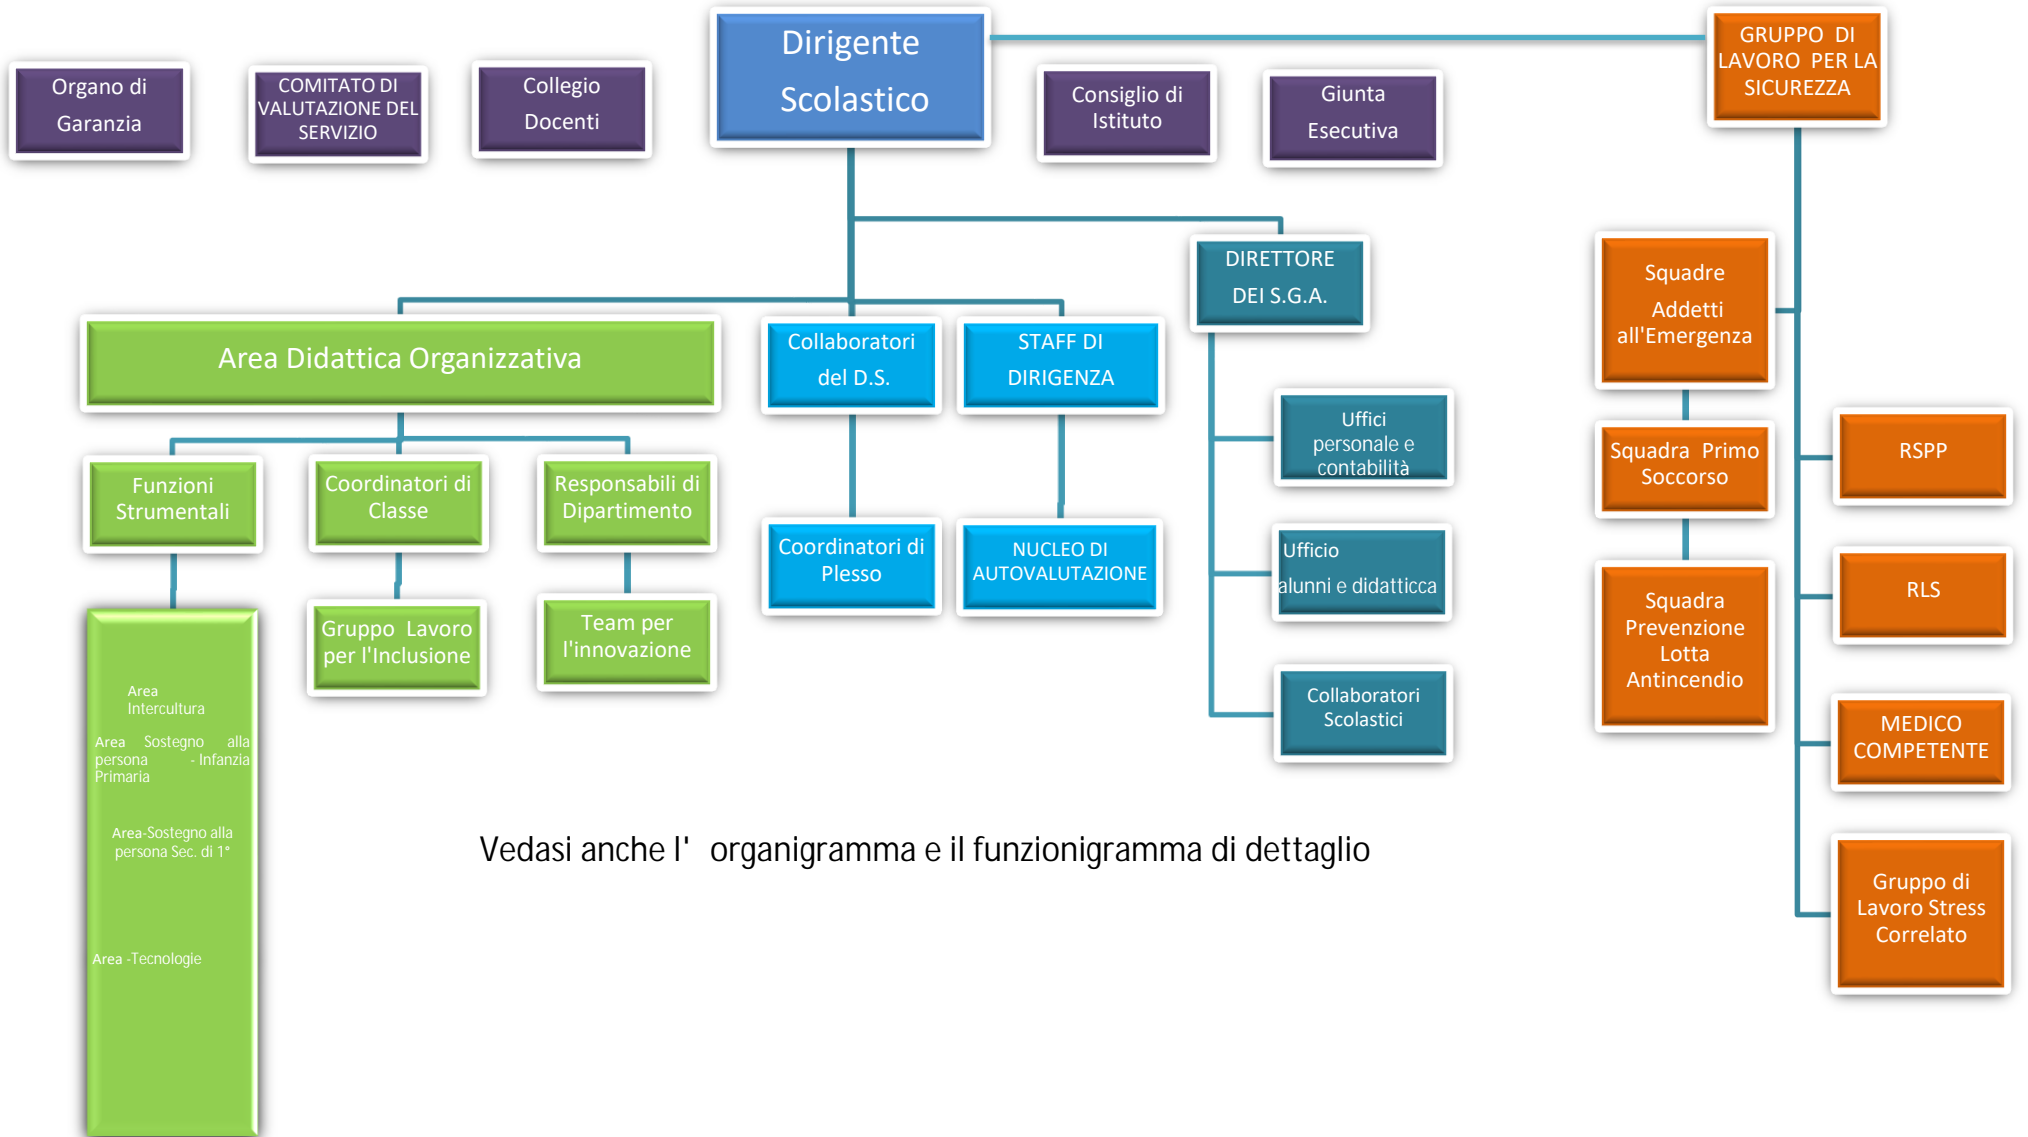 Dirigente
Scolastico
GRUPPO DI
LAVORO PER LA
SICUREZZA
Organo di
Garanzia
COMITATO DI
VALUTAZIONE DEL
SERVIZIO
Collegio
Docenti
Consiglio di
Istituto
Giunta
Esecutiva
DIRETTORE
DEI S.G.A.
Squadre
Addetti
all'Emergenza
Area Didattica Organizzativa
Collaboratori
del D.S.
STAFF DI
DIRIGENZA
Uffici
personale e
contabilità
Squadra Primo
Soccorso
RSPP
Funzioni
Strumentali
Coordinatori di
Classe
Responsabili di
Dipartimento
Coordinatori di
Plesso
NUCLEO DI
AUTOVALUTAZIONE
Ufficio
alunni e didatticca
Squadra
Prevenzione
Lotta
Antincendio
RLS
Gruppo Lavoro
per l'Inclusione
Team per
l'innovazione
Collaboratori
Scolastici
MEDICO
COMPETENTE
Area
Intercultura
Area Sostegno alla
persona - Infanzia
Primaria
Area-Sostegno alla
persona Sec. di 1°
Area -Tecnologie
Vedasi anche l' organigramma e il funzionigramma di dettaglio
Gruppo di
Lavoro Stress
Correlato